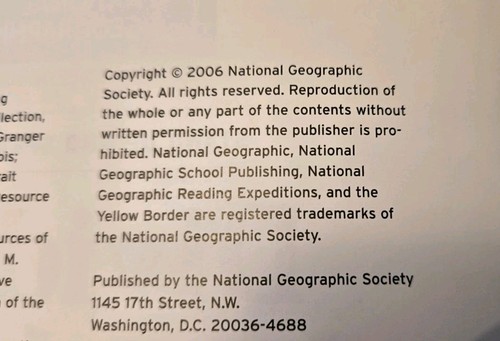 g
llection,
Granger
ois;
ait
esource
urces of
M.
ve
of the
Copyright © 2006 National Geographic
Society. All rights reserved. Reproduction of
the whole or any part of the contents without
written permission from the publisher is pro-
hibited. National Geographic, National
Geographic School Publishing, National
Geographic Reading Expeditions, and the
Yellow Border are registered trademarks of
the National Geographic Society.
Published by the National Geographic Society
1145 17th Street, N.W.
Washington, D.C. 20036-4688